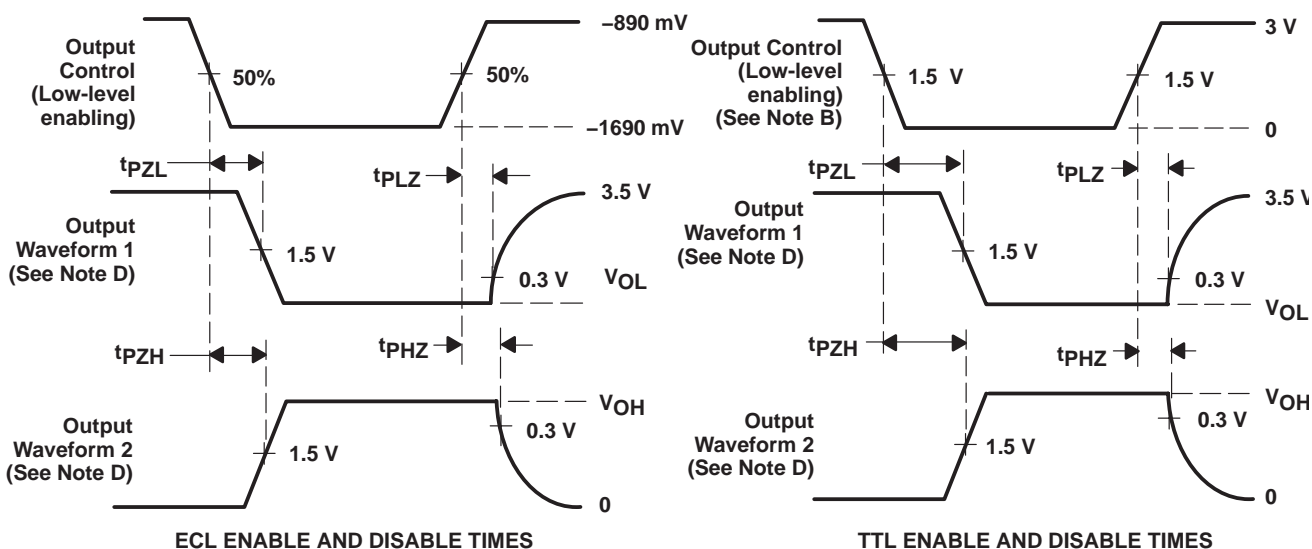 Output
Control
(Low-level
enabling)
50%
50%
–890 mV
–1690 mV
tPZL
tPLZ
3.5 V
Output
Waveform 1
(See Note D)
1.5 V
0.3 V
VOL
tPZH
tPHZ
VOH
Output
Waveform 2
(See Note D)
1.5 V
0.3 V
0
ECL ENABLE AND DISABLE TIMES
Output Control
(Low-level
enabling)
(See Note B)
1.5 V
1.5 V
3 V
0
tPZL
tPLZ
3.5 V
Output
Waveform 1
(See Note D)
1.5 V
0.3 V
VOL
tPZH
tPHZ
VOH
Output
Waveform 2
(See Note D)
1.5 V
0.3 V
0
TTL ENABLE AND DISABLE TIMES